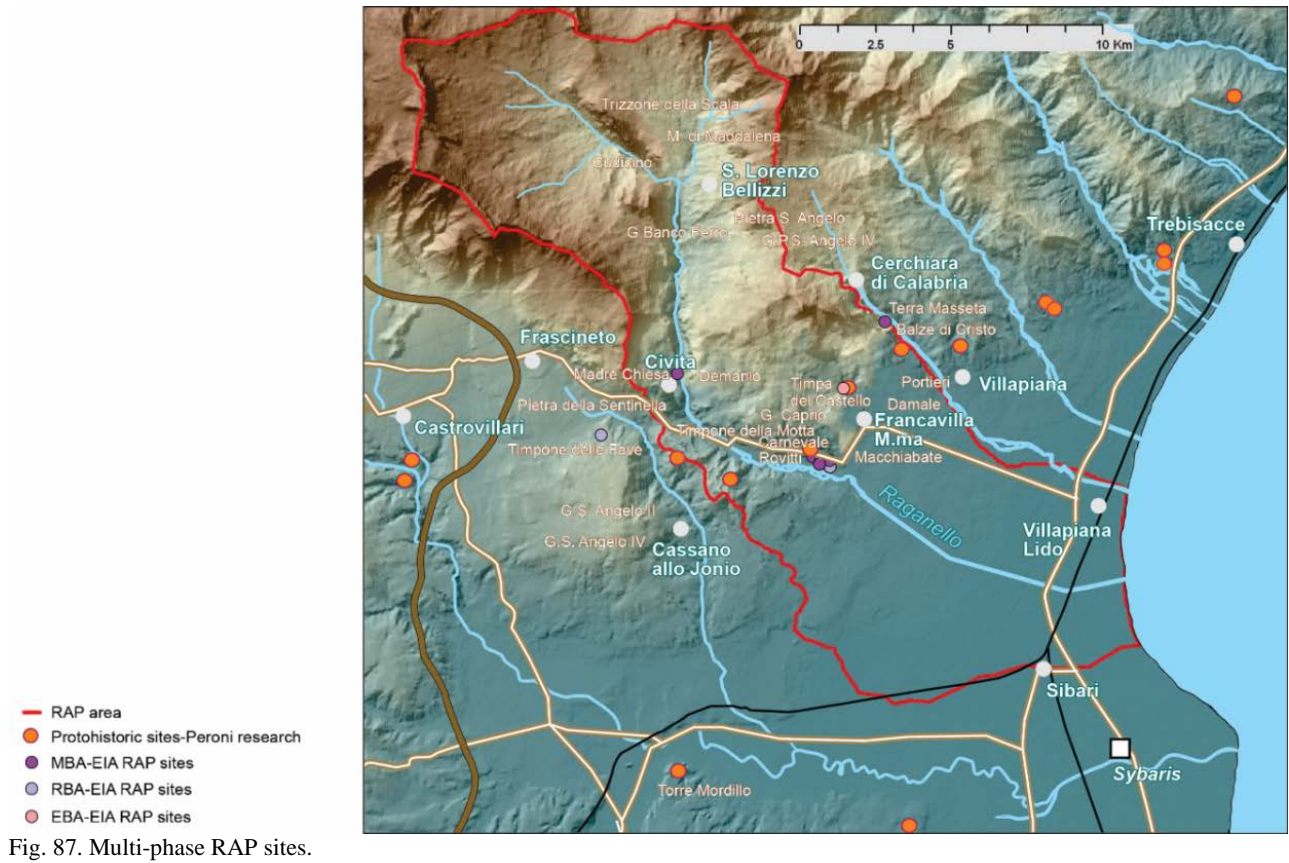 0 2.5 5 10 Km
Trizzone della Scala
M. di Maddalena
Cudinno
S. Lorenzo
Bellizzi
Pietra S. Angelo
G Banco Ferro
G.P.S. Angelo IV
Trebisacce
Cerchiara
di Calabria
Terra Masseta
Balze di Cristo
Frascineto
Civita
Madre Chiesa
Demanio
Timpa
del Castello
Portieri
Villapiana
Pietra della Sentinella
G. Caprio
Damale
Castrovillari
Francavilla
M.ma
Timpone della Motta
Timpone delle Fave
Carnevale
Rovitti
Macchiabate
Raganello
G.S. Angelo II
G.S. Angelo IV
Cassano
allo Jonio
Villapiana
Lido
Sibari
Sybaris
Torre Mordillo
RAP area
Protohistoric sites-Peroni research
MBA-EIA RAP sites
RBA-EIA RAP sites
EBA-EIA RAP sites
Fig. 87. Multi-phase RAP sites.